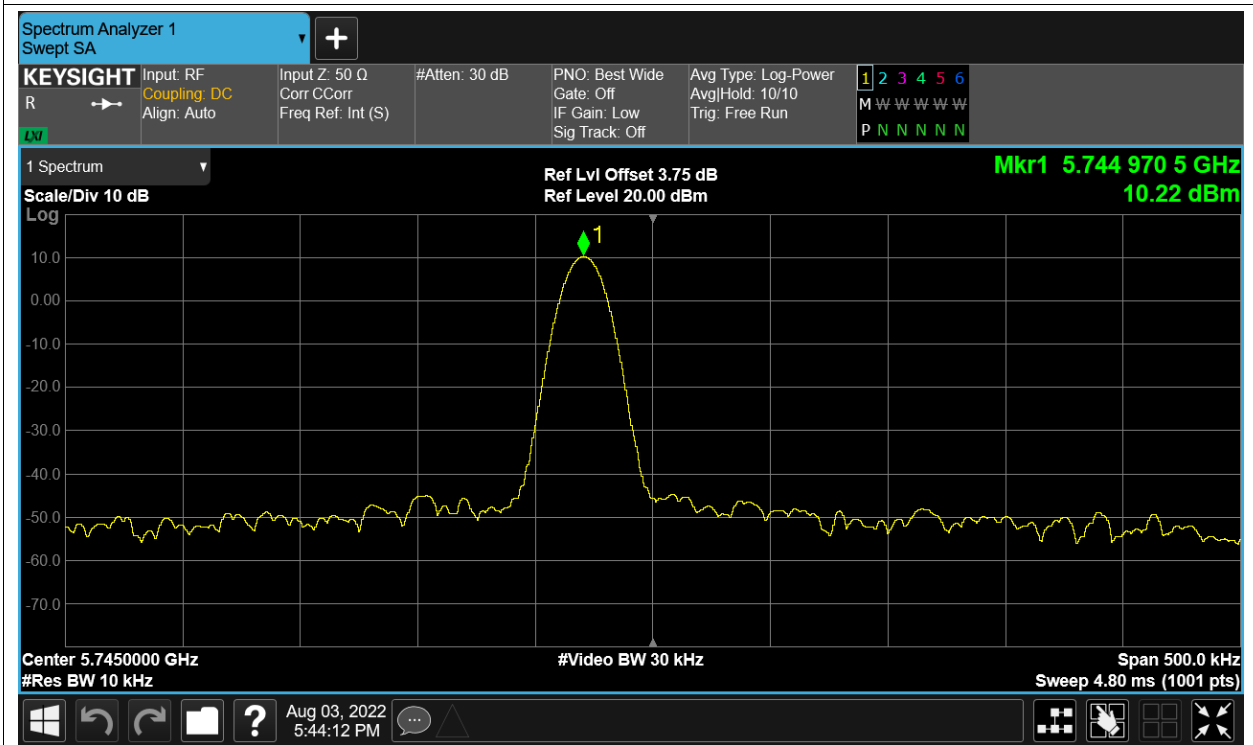 Spectrum Analyzer 1
Swept SA
KEYSIGHT
R
LXI
Input: RF
Coupling: DC
Align: Auto
Input Z: 50 Ω
Corr CCorr
Freq Ref: Int (S)
#Atten: 30 dB
PNO: Best Wide
Gate: Off
IF Gain: Low
Sig Track: Off
Avg Type: Log-Power
Avg|Hold: 10/10
Trig: Free Run
1 2 3 4 5 6
M W W W W W
P N N N N N
1 Spectrum
Scale/Div 10 dB
Log
Ref Lvl Offset 3.75 dB
Ref Level 20.00 dBm
Mkr1 5.744 970 5 GHz
10.22 dBm
1
10.0
0.00
-10.0
-20.0
-30.0
-40.0
-50.0
-60.0
-70.0
Center 5.7450000 GHz
#Res BW 10 kHz
#Video BW 30 kHz
Span 500.0 kHz
Sweep 4.80 ms (1001 pts)
?
Aug 03, 2022
5:44:12 PM